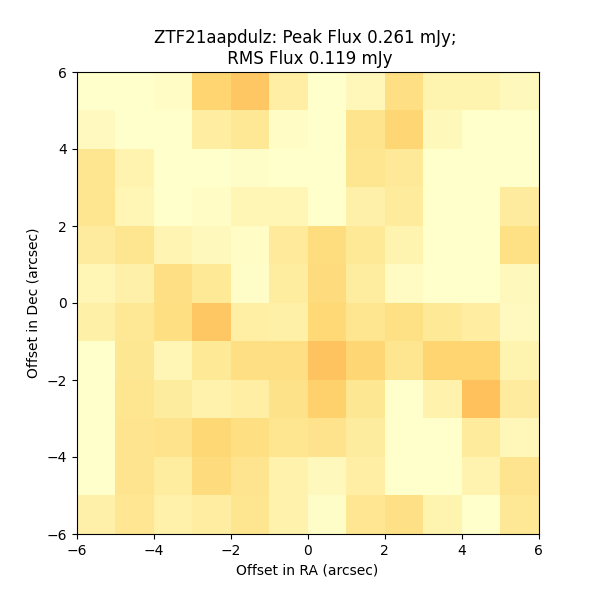 ZTF21aapdulz: Peak Flux 0.261 mJy;
RMS Flux 0.119 mJy
6
4
2
0
−2
−4
−6
Offset in Dec (arcsec)
−6 −4 −2 0 2 4 6
Offset in RA (arcsec)